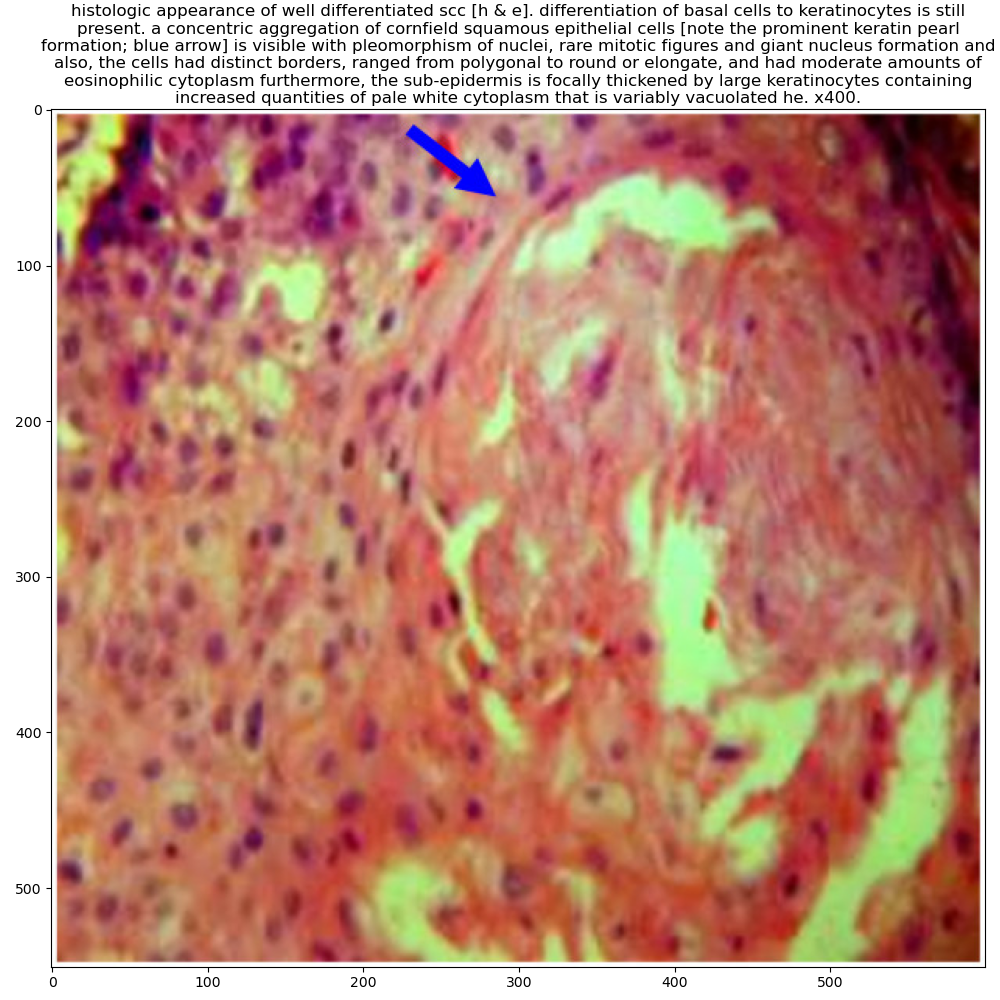 histologic appearance of well differentiated scc [h & e]. differentiation of basal cells to keratinocytes is still
present. a concentric aggregation of cornfield squamous epithelial cells [note the prominent keratin pearl
formation; blue arrow] is visible with pleomorphism of nuclei, rare mitotic figures and giant nucleus formation and
also, the cells had distinct borders, ranged from polygonal to round or elongate, and had moderate amounts of
eosinophilic cytoplasm furthermore, the sub-epidermis is focally thickened by large keratinocytes containing
increased quantities of pale white cytoplasm that is variably vacuolated he. x400.
0
100
200
300
400
500
0 100 200 300 400 500